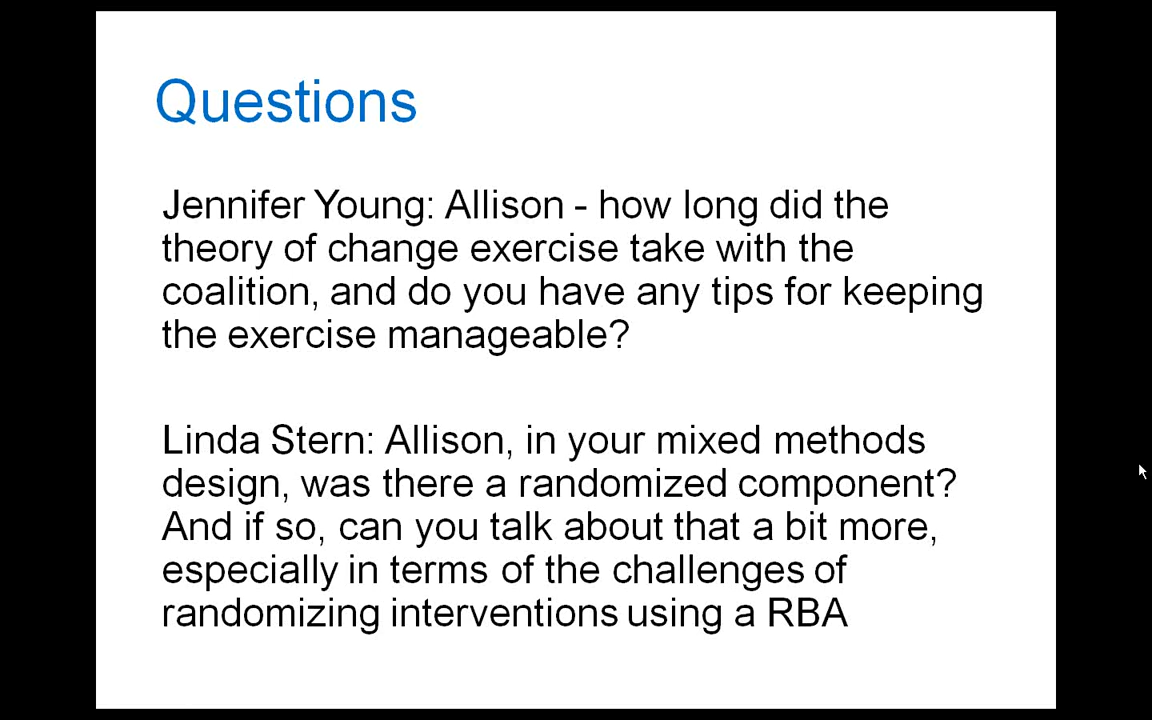 Questions
Jennifer Young: Allison - how long did the
theory of change exercise take with the
coalition, and do you have any tips for keeping
the exercise manageable?
Linda Stern: Allison, in your mixed methods
design, was there a randomized component?
And if so, can you talk about that a bit more,
especially in terms of the challenges of
randomizing interventions using a RBA